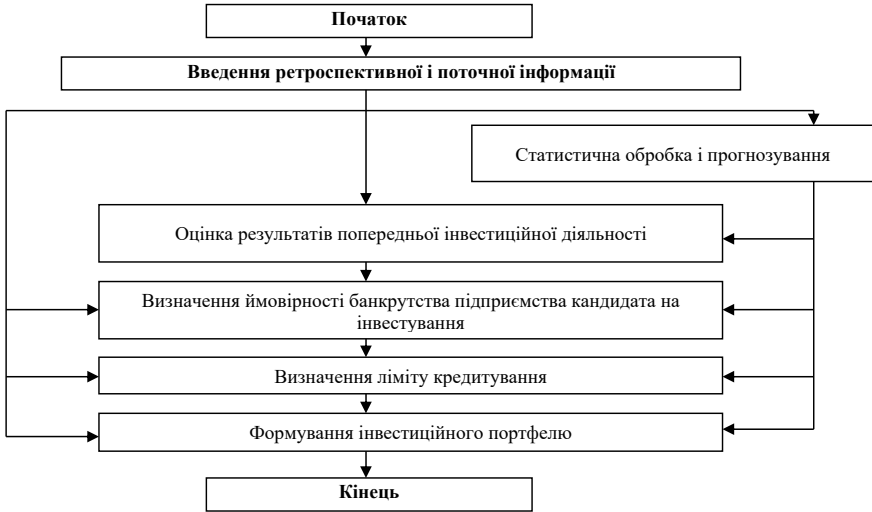 Початок
Введення ретроспективної і поточної інформації
Статистична обробка і прогнозування
Оцінка результатів попередньої інвестиційної діяльності
Визначення ймовірності банкрутства підприємства кандидата на
інвестування
Визначення ліміту кредитування
Формування інвестиційного портфелю
Кінець